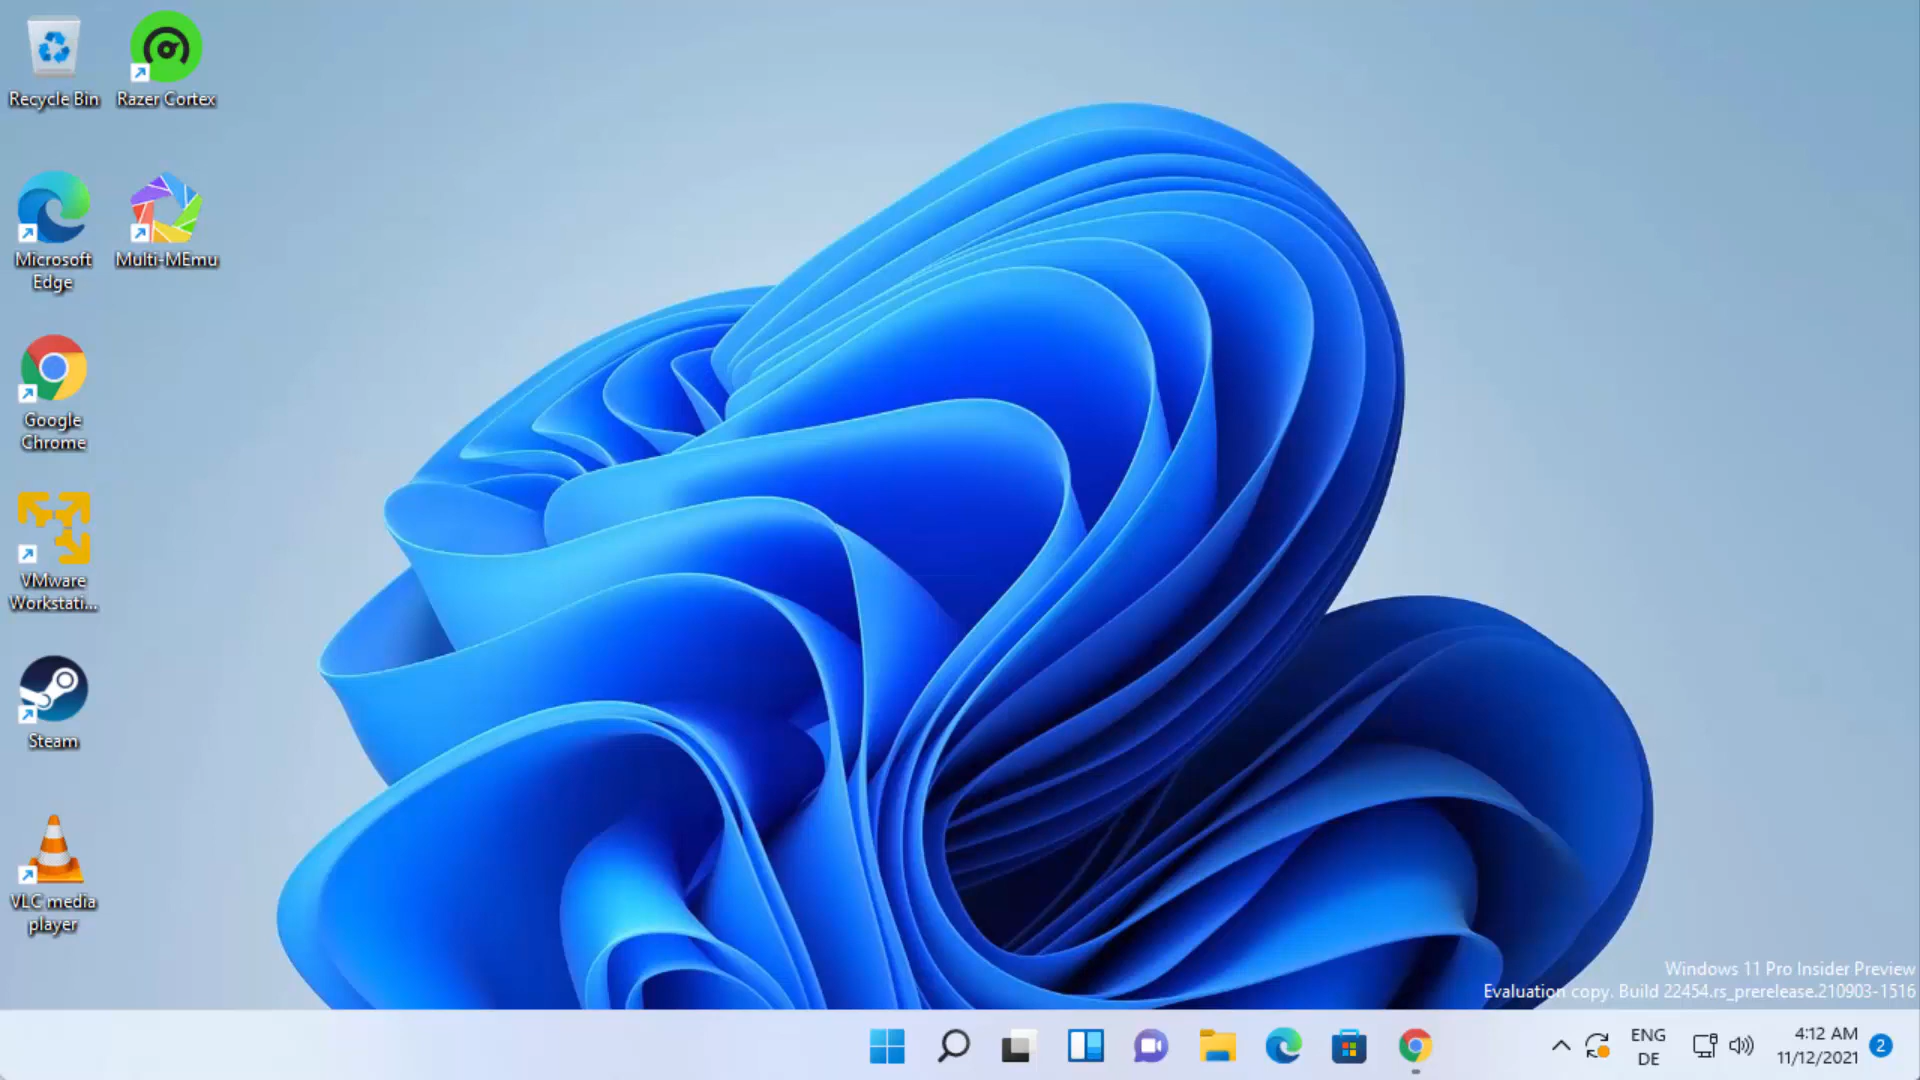 Recycle Bin
Razer Cortex
Microsoft
Edge
Multi-MEmu
Google
Chrome
VMware
Workstati...
Steam
VLC media
player
Windows 11 Pro Insider Preview
Evaluation copy. Build 22454.rs_prerelease.210903-1516
ENG
DE
4:12 AM
11/12/2021
2